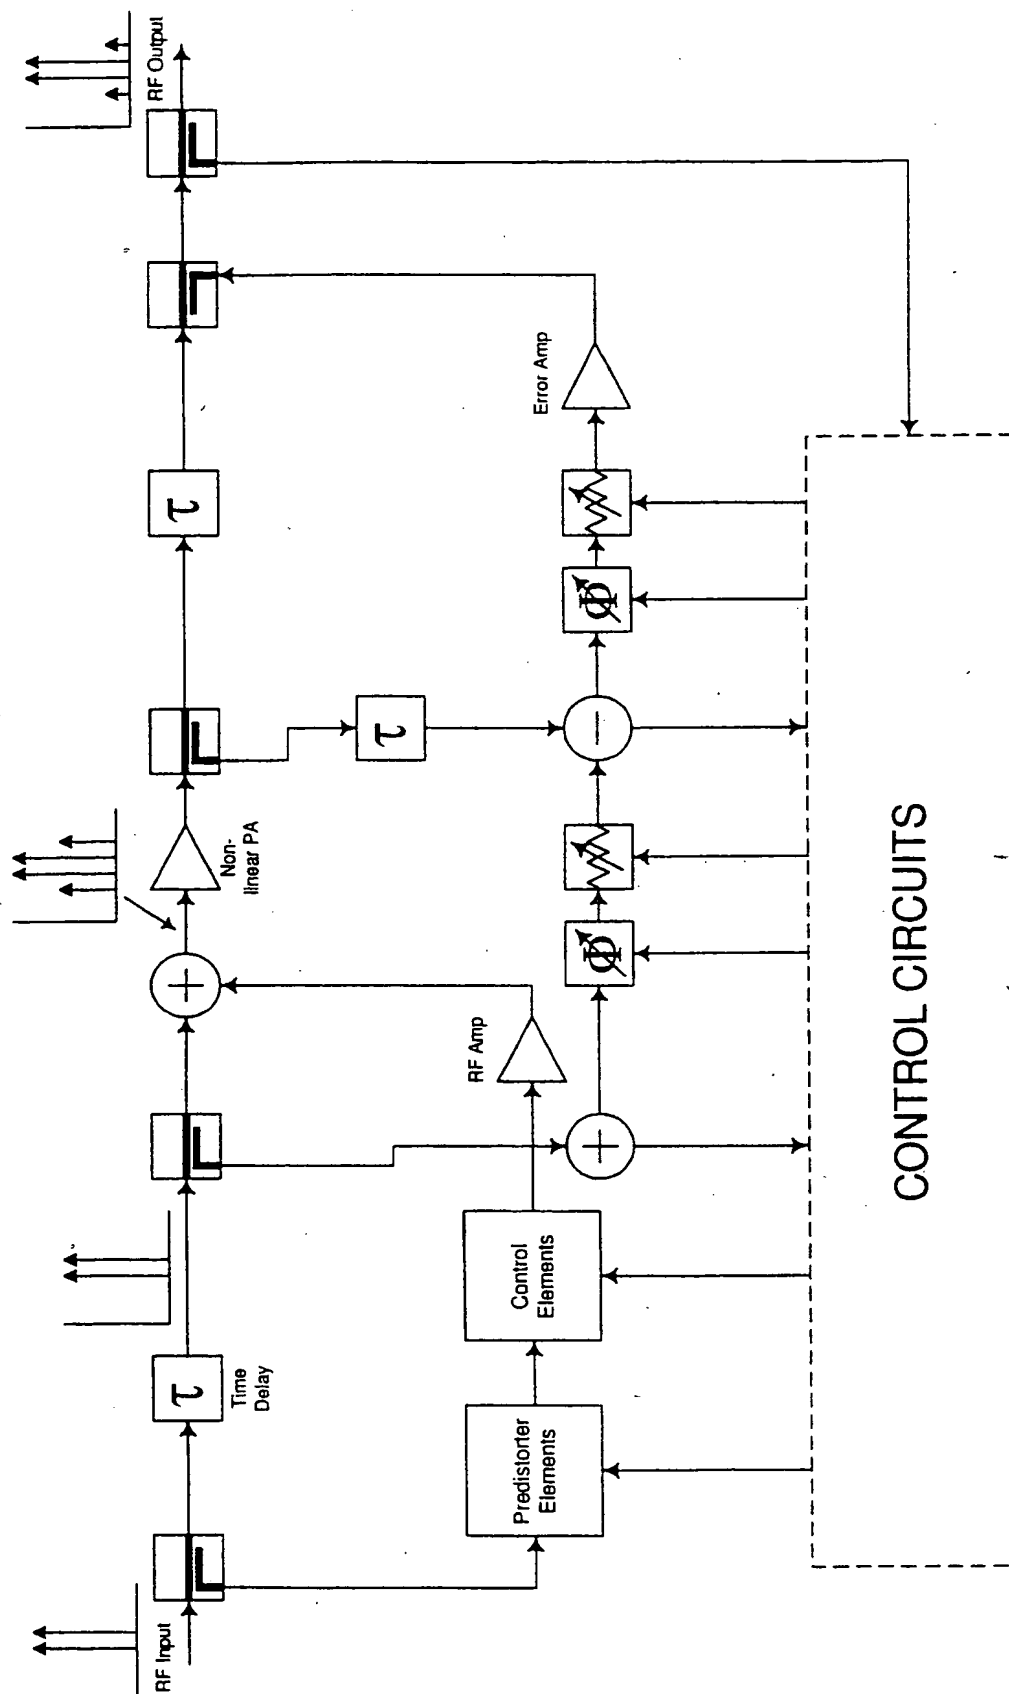 RF Input
τ
Time
Delay
Predistorter
Elements
Control
Elements
RF Amp
+
+
Non-
linear PA
Φ
τ
−
Φ
τ
Error Amp
RF Output
CONTROL CIRCUITS